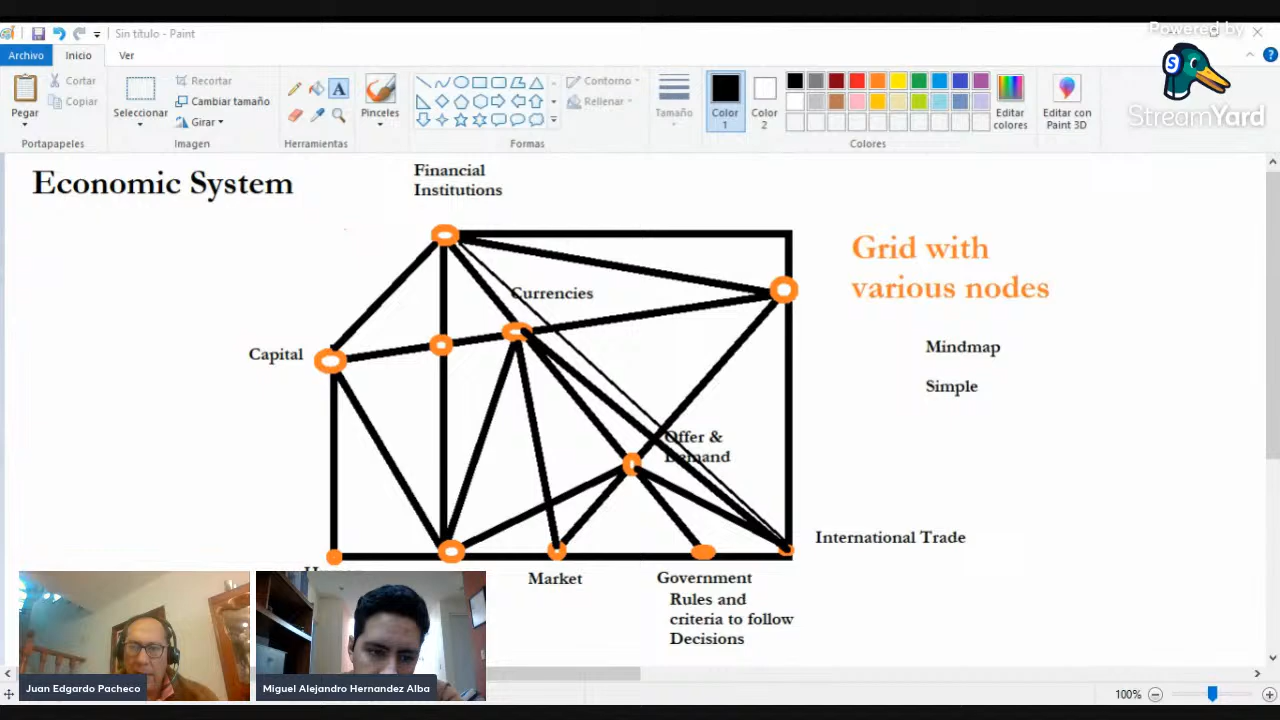 Powered by
StreamYard
Sin título - Paint
Archivo
Inicio
Ver
Pegar
Cortar
Copiar
Portapapeles
Seleccionar
Recortar
Cambiar tamaño
Girar
Imagen
A
Herramientas
Pinceles
Contorno
Rellenar
Formas
Tamaño
Color
1
Color
2
Editar
colores
Editar con
Paint 3D
Colores
Economic System
Financial
Institutions
Currencies
Grid with
various nodes
Capital
Mindmap
Simple
Offer &
Demand
International Trade
Market
Government
Rules and
criteria to follow
Decisions
Juan Edgardo Pacheco
Miguel Alejandro Hernandez Alba
100%